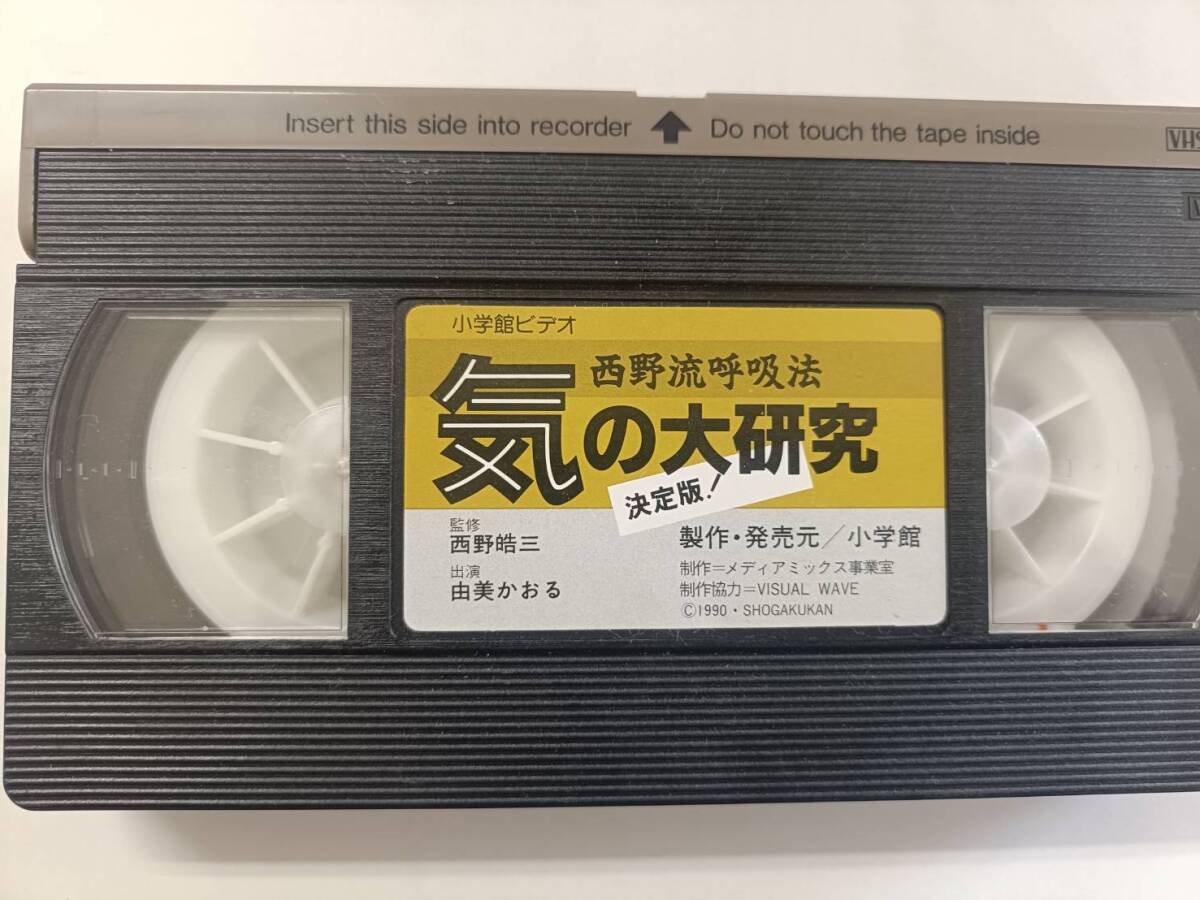 Insert this side into recorder ↑ Do not touch the tape inside
VHS
小学館ビデオ
西野流呼吸法
気の大研究
決定版!
監修
西野皓三
出演
由美かおる
製作・発売元/小学館
制作=メディアミックス事業室
制作協力=VISUAL WAVE
©1990・SHOGAKUKAN